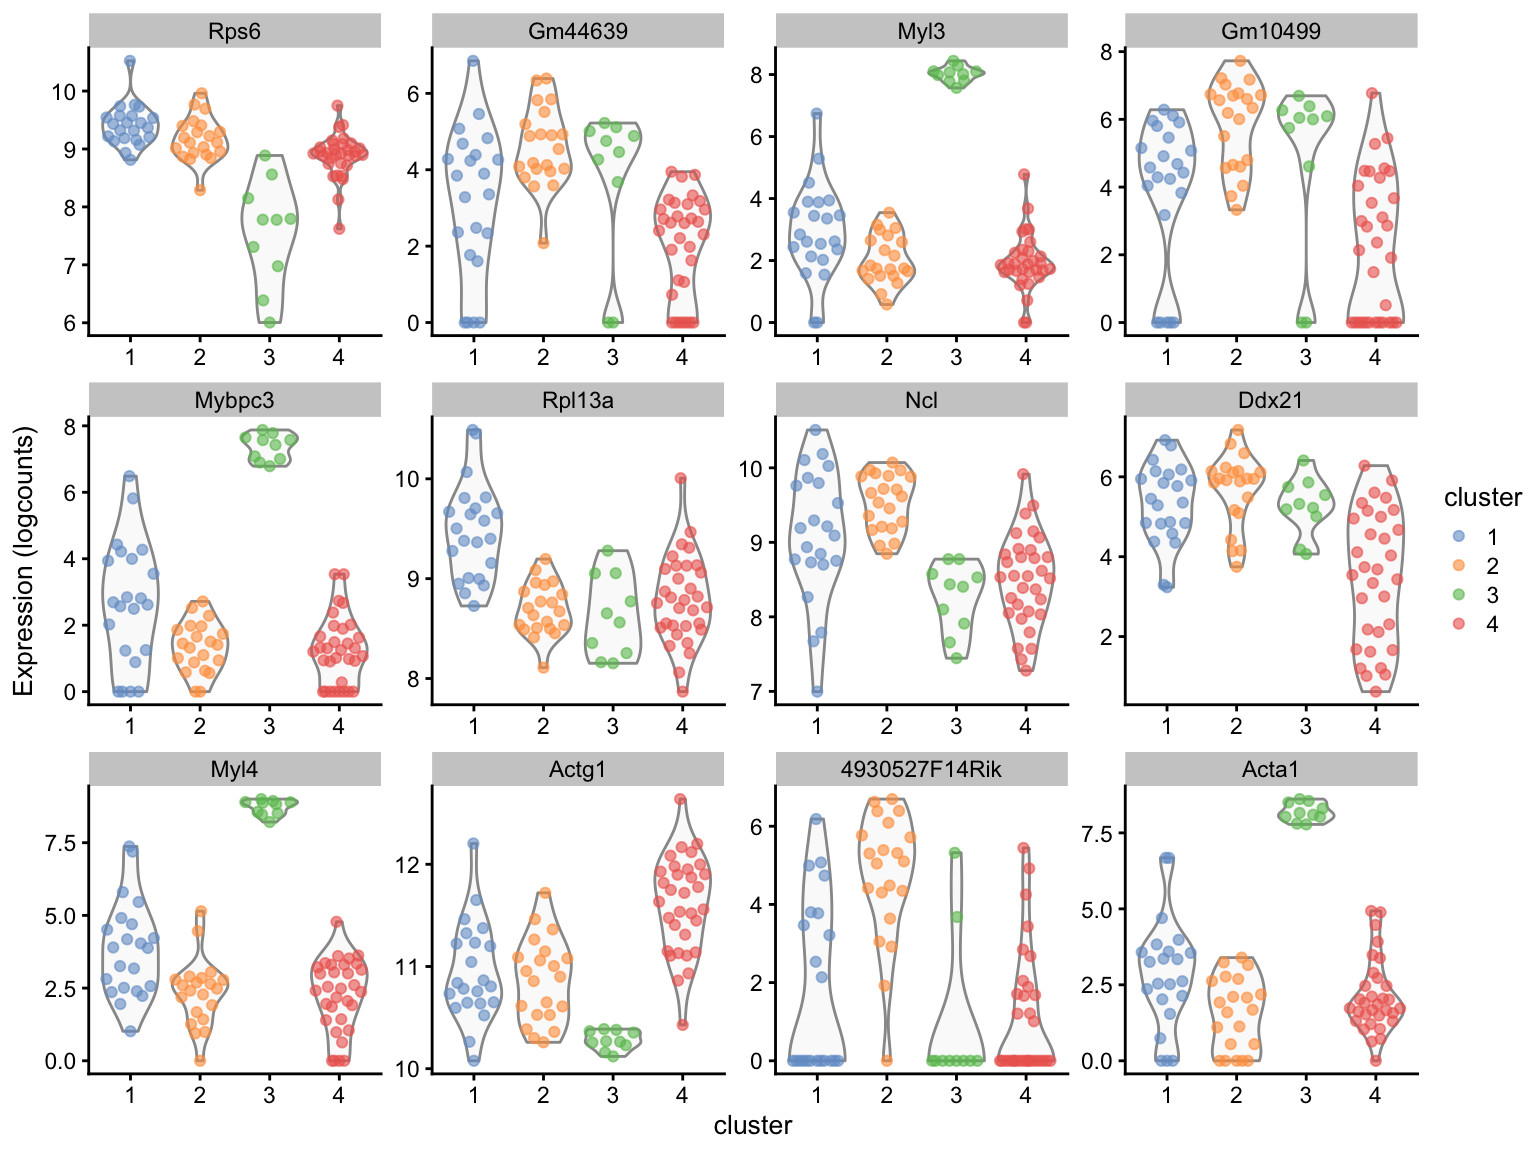 Rps6 Gm44639 Myl3 Gm10499
10 9 8 7 6
6 4 2 0
8 6 4 2 0
8 6 4 2 0
1 2 3 4 1 2 3 4 1 2 3 4 1 2 3 4
Mybpc3 Rpl13a Ncl Ddx21
8 6 4 2 0
10 9 8
10 9 8 7
6 4 2
1 2 3 4 1 2 3 4 1 2 3 4 1 2 3 4
Myl4 Actg1 4930527F14Rik Acta1
7.5 5.0 2.5 0.0
12 11 10
6 4 2 0
7.5 5.0 2.5 0.0
1 2 3 4 1 2 3 4 1 2 3 4 1 2 3 4
Expression (logcounts)
cluster
cluster
1
2
3
4